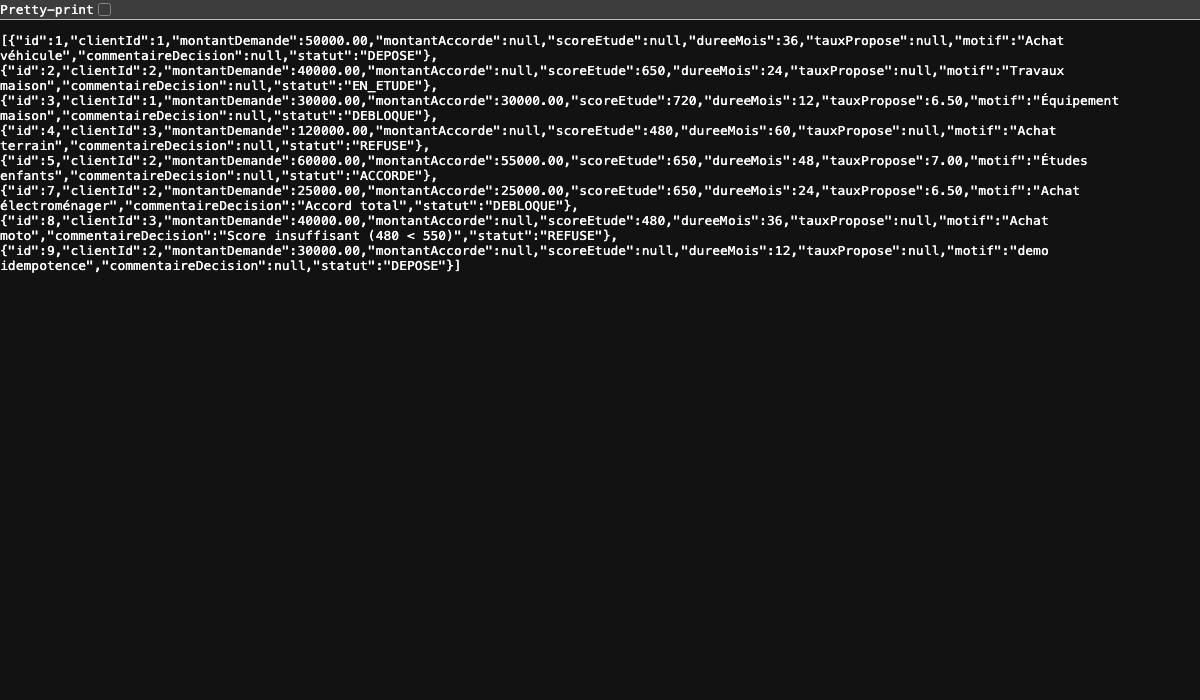 Pretty-print
[{"id":1,"clientId":1,"montantDemande":50000.00,"montantAccorde":null,"scoreEtude":null,"dureeMois":36,"tauxPropose":null,"motif":"Achat
véhicule","commentaireDecision":null,"statut":"DEPOSE"},
{"id":2,"clientId":2,"montantDemande":40000.00,"montantAccorde":null,"scoreEtude":650,"dureeMois":24,"tauxPropose":null,"motif":"Travaux
maison","commentaireDecision":null,"statut":"EN_ETUDE"},
{"id":3,"clientId":1,"montantDemande":30000.00,"montantAccorde":30000.00,"scoreEtude":720,"dureeMois":12,"tauxPropose":6.50,"motif":"Équipement
maison","commentaireDecision":null,"statut":"DEBLOQUE"},
{"id":4,"clientId":3,"montantDemande":120000.00,"montantAccorde":null,"scoreEtude":480,"dureeMois":60,"tauxPropose":null,"motif":"Achat
terrain","commentaireDecision":null,"statut":"REFUSE"},
{"id":5,"clientId":2,"montantDemande":60000.00,"montantAccorde":55000.00,"scoreEtude":650,"dureeMois":48,"tauxPropose":7.00,"motif":"Études
enfants","commentaireDecision":null,"statut":"ACCORDE"},
{"id":7,"clientId":2,"montantDemande":25000.00,"montantAccorde":25000.00,"scoreEtude":650,"dureeMois":24,"tauxPropose":6.50,"motif":"Achat
électroménager","commentaireDecision":"Accord total","statut":"DEBLOQUE"},
{"id":8,"clientId":3,"montantDemande":40000.00,"montantAccorde":null,"scoreEtude":480,"dureeMois":36,"tauxPropose":null,"motif":"Achat
moto","commentaireDecision":"Score insuffisant (480 < 550)","statut":"REFUSE"},
{"id":9,"clientId":2,"montantDemande":30000.00,"montantAccorde":null,"scoreEtude":null,"dureeMois":12,"tauxPropose":null,"motif":"demo
idempotence","commentaireDecision":null,"statut":"DEPOSE"}]